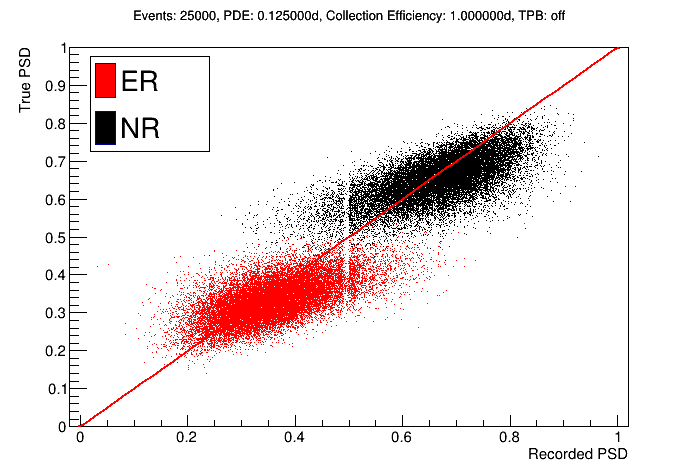 Events: 25000, PDE: 0.125000d, Collection Efficiency: 1.000000d, TPB: off
True PSD
1
0.9
0.8
0.7
0.6
0.5
0.4
0.3
0.2
0.1
0
ER
NR
0 0.2 0.4 0.6 0.8 1
Recorded PSD